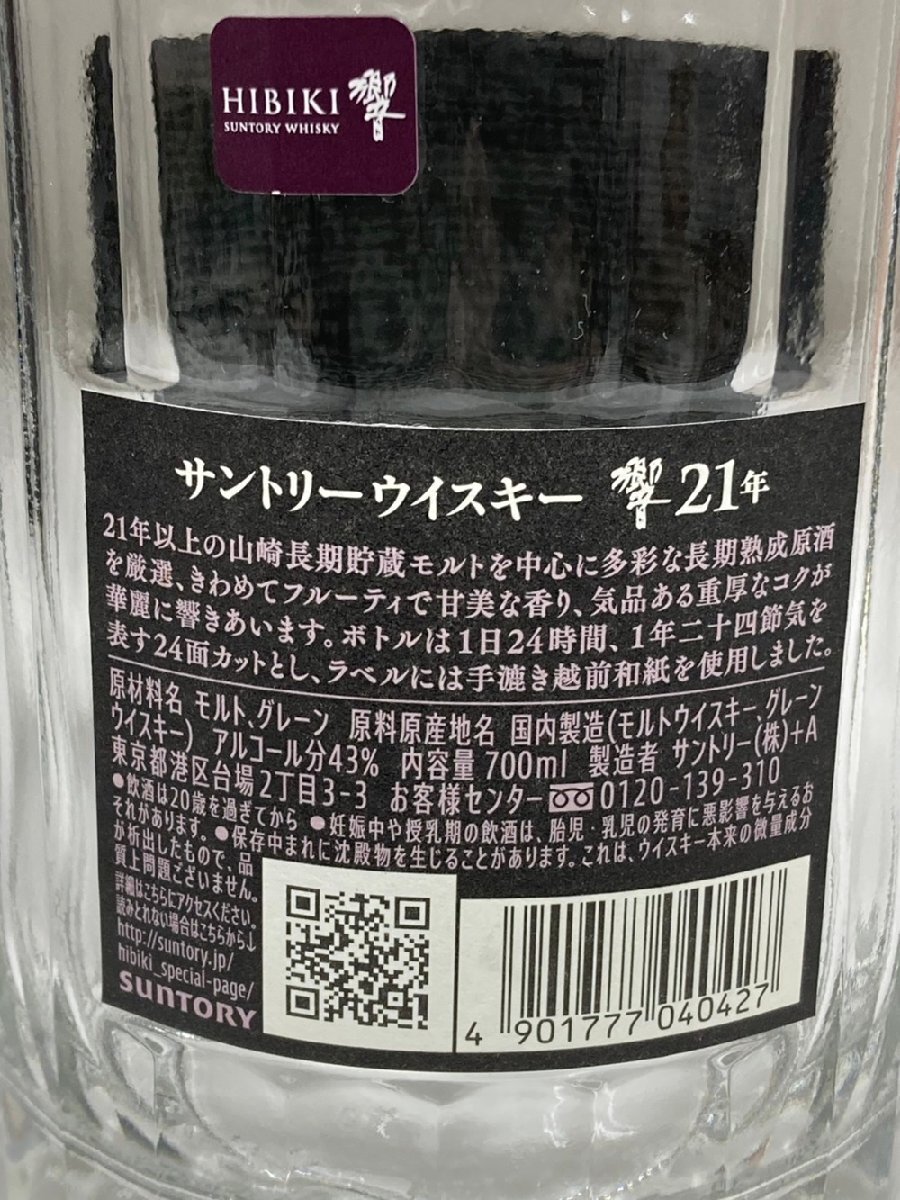 HIBIKI 響
SUNTORY WHISKY
サントリーウイスキー 響 21年
21年以上の山崎長期貯蔵モルトを中心に多彩な長期熟成原酒
を厳選、きわめてフルーティで甘美な香り、気品ある重厚なコクが
華麗に響きあいます。ボトルは1日24時間、1年二十四節気を
表す24面カットとし、ラベルには手漉き越前和紙を使用しました。
原材料名 モルト、グレーン 原料原産地名 国内製造(モルトウイスキー、グレーン
ウイスキー) アルコール分43% 内容量 700ml 製造者 サントリー(株)+A
東京都港区台場2丁目3-3 お客様センター 0120-139-310
●飲酒は20歳を過ぎてから ●妊娠中や授乳期の飲酒は、胎児・乳児の発育に悪影響を与えるお
それがあります。 ●保存中まれに沈殿物を生じることがあります。これは、ウイスキー本来の微量成分
が析出したもので、品
質上問題ございません。
詳細はこちらにアクセスください。
読みとれない場合はこちらから↓
http://suntory.jp/
hibiki_special-page/
SUNTORY
4 901777 040427